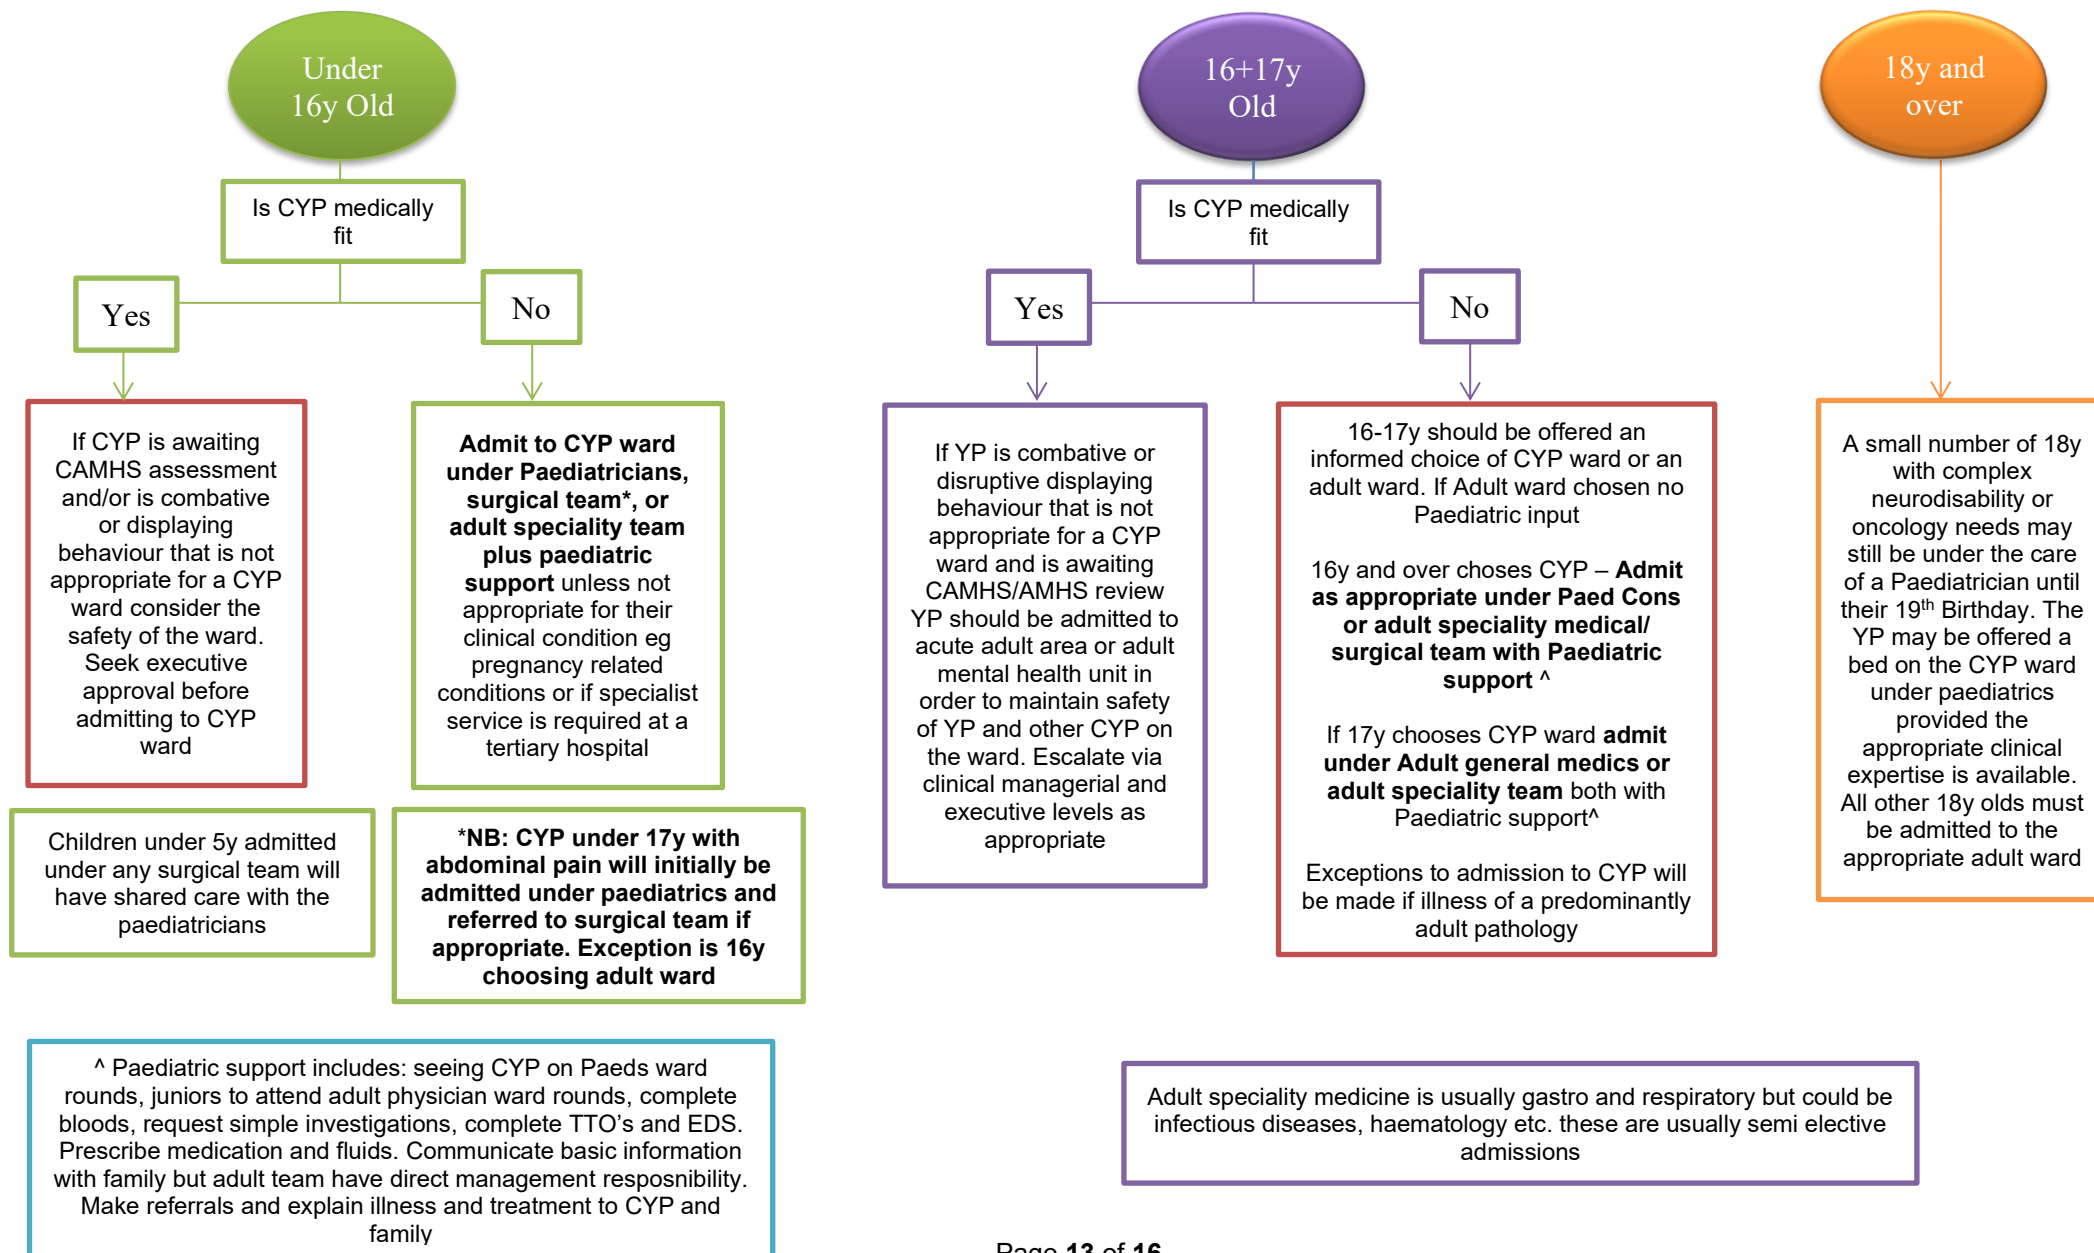 Under
16y Old
Is CYP medically
fit
Yes
No
If CYP is awaiting
CAMHS assessment
and/or is combative
or displaying
behaviour that is not
appropriate for a CYP
ward consider the
safety of the ward.
Seek executive
approval before
admitting to CYP
ward
Admit to CYP ward
under Paediatricians,
surgical team*, or
adult speciality team
plus paediatric
support unless not
appropriate for their
clinical condition eg
pregnancy related
conditions or if specialist
service is required at a
tertiary hospital
Children under 5y admitted
under any surgical team will
have shared care with the
paediatricians
*NB: CYP under 17y with
abdominal pain will initially be
admitted under paediatrics and
referred to surgical team if
appropriate. Exception is 16y
choosing adult ward
^ Paediatric support includes: seeing CYP on Paeds ward
rounds, juniors to attend adult physician ward rounds, complete
bloods, request simple investigations, complete TTO’s and EDS.
Prescribe medication and fluids. Communicate basic information
with family but adult team have direct management resposnibility.
Make referrals and explain illness and treatment to CYP and
family
16+17y
Old
Is CYP medically
fit
Yes
No
If YP is combative or
disruptive displaying
behaviour that is not
appropriate for a CYP
ward and is awaiting
CAMHS/AMHS review
YP should be admitted to
acute adult area or adult
mental health unit in
order to maintain safety
of YP and other CYP on
the ward. Escalate via
clinical managerial and
executive levels as
appropriate
16-17y should be offered an
informed choice of CYP ward or an
adult ward. If Adult ward chosen no
Paediatric input
16y and over choses CYP – Admit
as appropriate under Paed Cons
or adult speciality medical/
surgical team with Paediatric
support ^
If 17y chooses CYP ward admit
under Adult general medics or
adult speciality team both with
Paediatric support^
Exceptions to admission to CYP will
be made if illness of a predominantly
adult pathology
Adult speciality medicine is usually gastro and respiratory but could be
infectious diseases, haematology etc. these are usually semi elective
admissions
18y and
over
A small number of 18y
with complex
neurodisability or
oncology needs may
still be under the care
of a Paediatrician until
their 19th Birthday. The
YP may be offered a
bed on the CYP ward
under paediatrics
provided the
appropriate clinical
expertise is available.
All other 18y olds must
be admitted to the
appropriate adult ward
Page 13 of 16